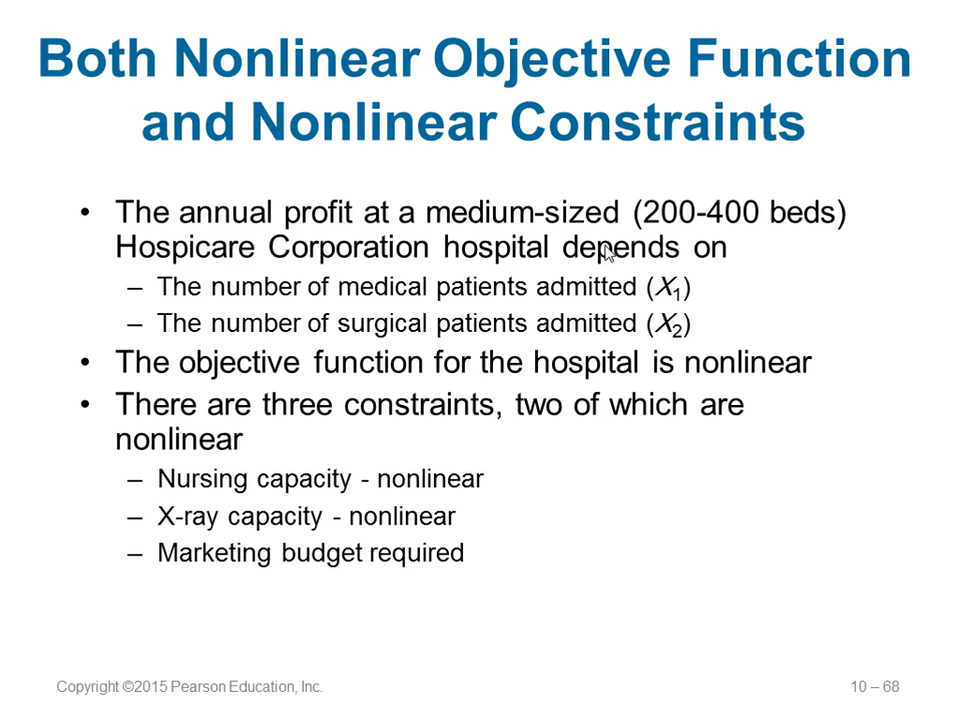 Both Nonlinear Objective Function
and Nonlinear Constraints
• The annual profit at a medium-sized (200-400 beds)
Hospicare Corporation hospital depends on
– The number of medical patients admitted (X₁)
– The number of surgical patients admitted (X₂)
• The objective function for the hospital is nonlinear
• There are three constraints, two of which are
nonlinear
– Nursing capacity - nonlinear
– X-ray capacity - nonlinear
– Marketing budget required
Copyright ©2015 Pearson Education, Inc.
10 – 68